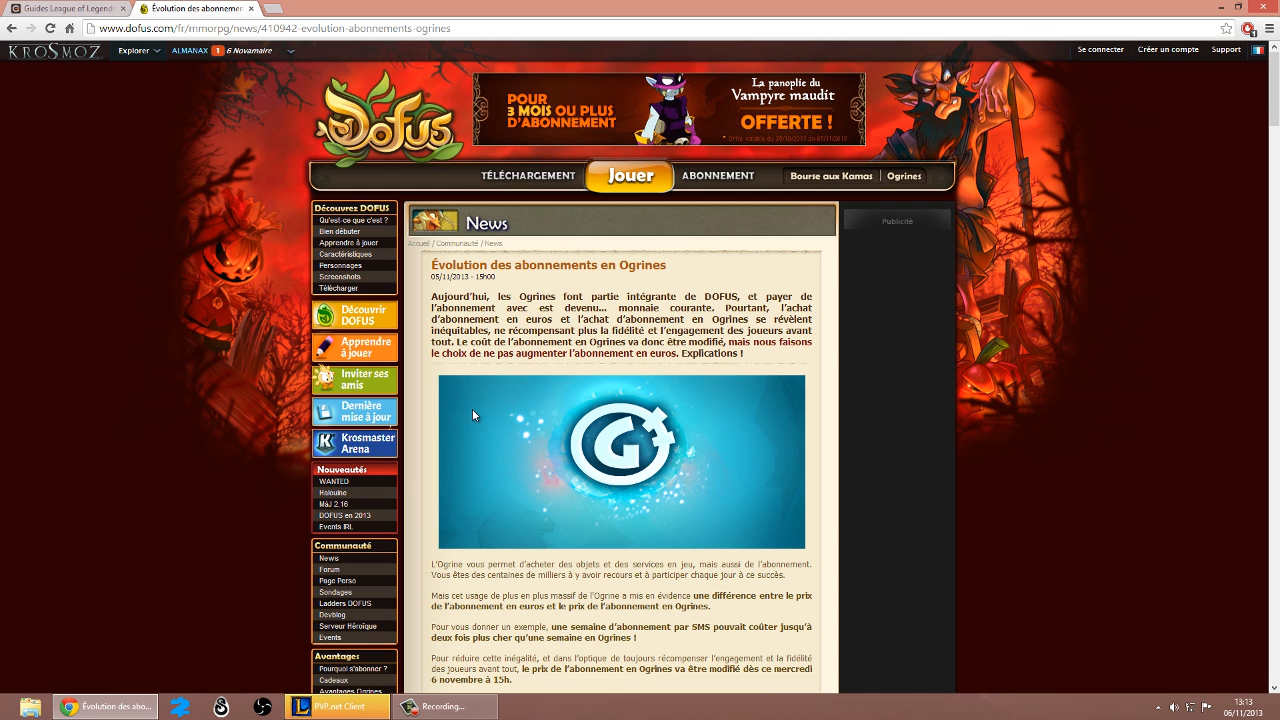 Guides League of Legends
Évolution des abonnemen
www.dofus.com/fr/mmorpg/news/410942-evolution-abonnements-ogrines
KROSMOZ
Explorer
ALMANAX 1 6 Novamaire
Se connecter
Créer un compte
Support
DOFUS
POUR
3 MOIS OU PLUS
D'ABONNEMENT
La panoplie du
Vampyre maudit
OFFERTE !
* Offre valable du 26/10/2013 au 05/11/2013
TÉLÉCHARGEMENT
Jouer
ABONNEMENT
Bourse aux Kamas
Ogrines
Découvrez DOFUS
Qu'est-ce que c'est ?
Bien débuter
Apprendre à jouer
Caractéristiques
Personnages
Screenshots
Télécharger
Découvrir
DOFUS
Apprendre
à jouer
Inviter ses
amis
Dernière
mise à jour
Krosmaster
Arena
Nouveautés
WANTED
Halouine
MàJ 2.16
DOFUS en 2013
Events IRL
Communauté
News
Forum
Page Perso
Sondages
Ladders DOFUS
Devblog
Serveur Héroïque
Events
Avantages
Pourquoi s'abonner ?
Cadeaux
Avantages Ogrines
News
Accueil / Communauté / News
Évolution des abonnements en Ogrines
05/11/2013 - 15h00
Aujourd'hui, les Ogrines font partie intégrante de DOFUS, et payer de
l'abonnement avec est devenu... monnaie courante. Pourtant, l'achat
d'abonnement en euros et l'achat d'abonnement en Ogrines se révèlent
inéquitables, ne récompensant plus la fidélité et l'engagement des joueurs avant
tout. Le coût de l'abonnement en Ogrines va donc être modifié, mais nous faisons
le choix de ne pas augmenter l'abonnement en euros. Explications !
G
L'Ogrine vous permet d'acheter des objets et des services en jeu, mais aussi de l'abonnement.
Vous êtes des centaines de milliers à y avoir recours et à participer chaque jour à ce succès.
Mais cet usage de plus en plus massif de l'Ogrine a mis en évidence une différence entre le prix
de l'abonnement en euros et le prix de l'abonnement en Ogrines.
Pour vous donner un exemple, une semaine d'abonnement par SMS pouvait coûter jusqu'à
deux fois plus cher qu'une semaine en Ogrines !
Pour réduire cette inégalité, et dans l'optique de toujours récompenser l'engagement et la fidélité
des joueurs avant tout, le prix de l'abonnement en Ogrines va être modifié dès ce mercredi
6 novembre à 15h.
Publicité
Évolution des abo...
PVP.net Client
Recording...
13:13
06/11/2013